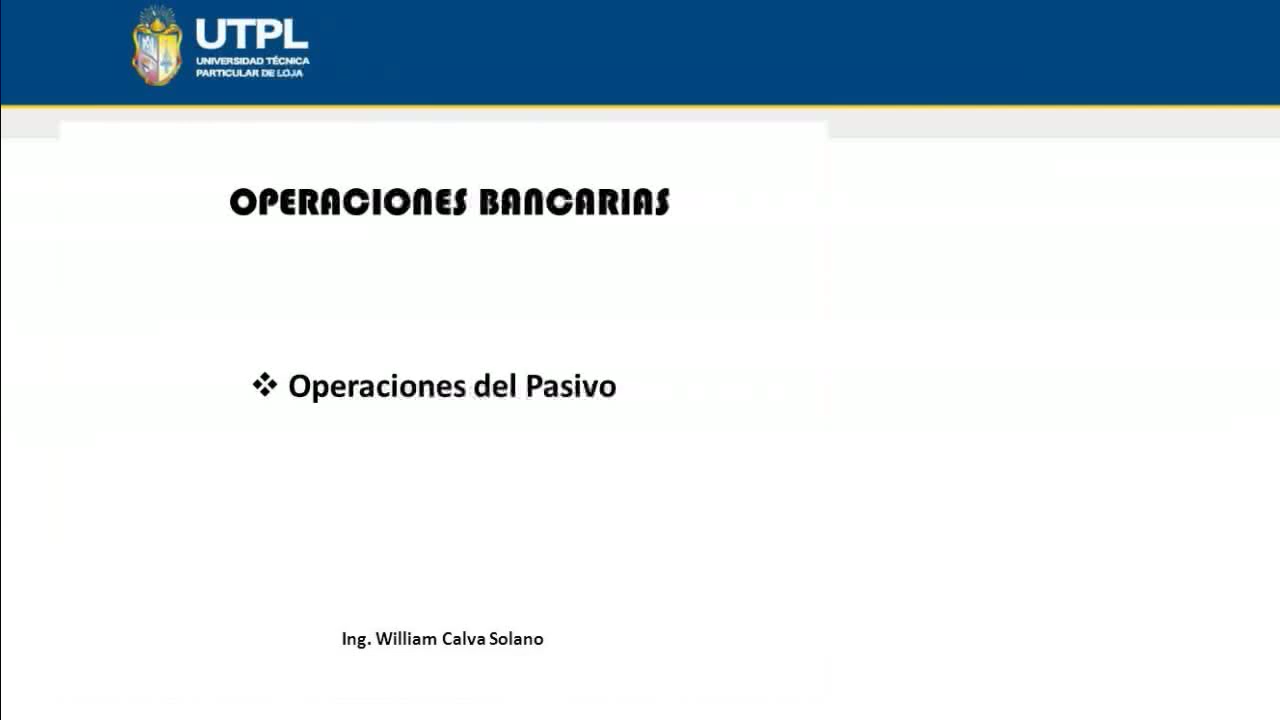 UTPL
UNIVERSIDAD TÉCNICA
PARTICULAR DE LOJA
OPERACIONES BANCARIAS
❖ Operaciones del Pasivo
Ing. William Calva Solano